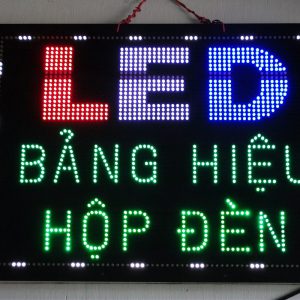 LED
BẢNG HIỆU
HỘP ĐÈN